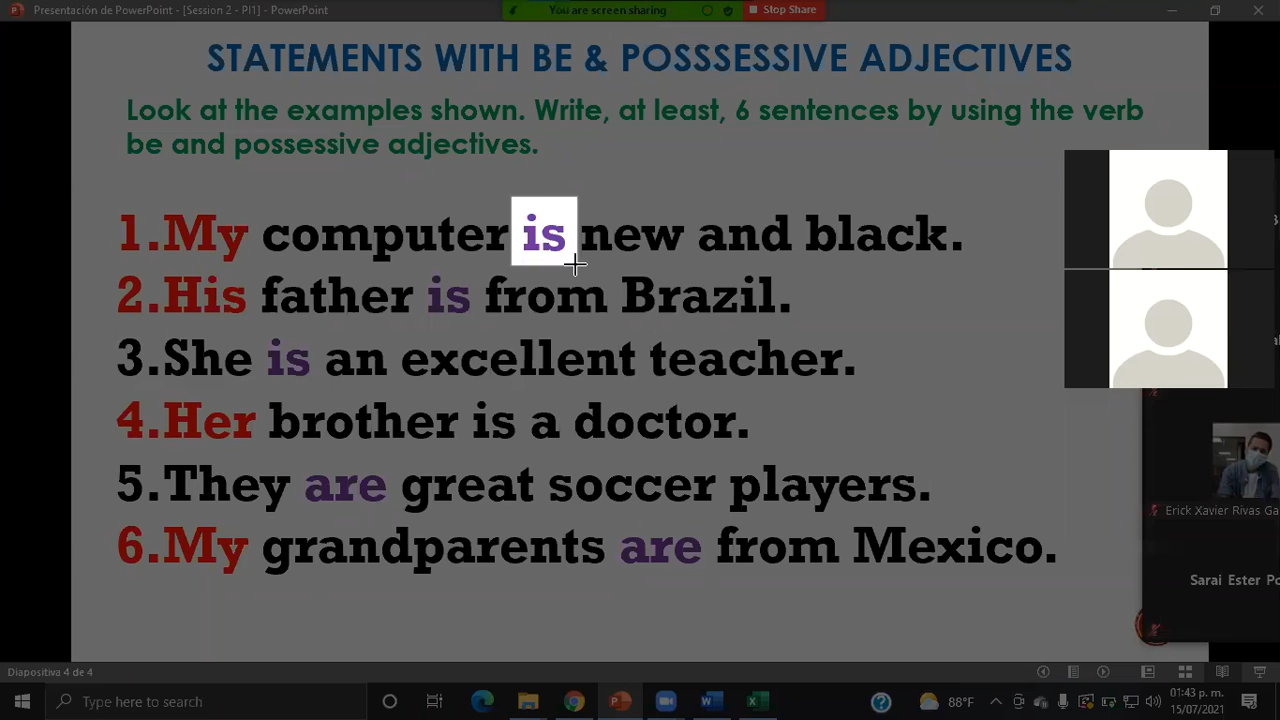 Presentación de PowerPoint - [Session 2 - PI1] - PowerPoint
You are screen sharing
Stop Share
STATEMENTS WITH BE & POSSSESSIVE ADJECTIVES
Look at the examples shown. Write, at least, 6 sentences by using the verb
be and possessive adjectives.
1.My computer is new and black.
2.His father is from Brazil.
3.She is an excellent teacher.
4.Her brother is a doctor.
5.They are great soccer players.
6.My grandparents are from Mexico.
Erick Xavier Rivas Ga
Sarai Ester Po
Diapositiva 4 de 4
Type here to search
88°F
01:43 p. m.
15/07/2021